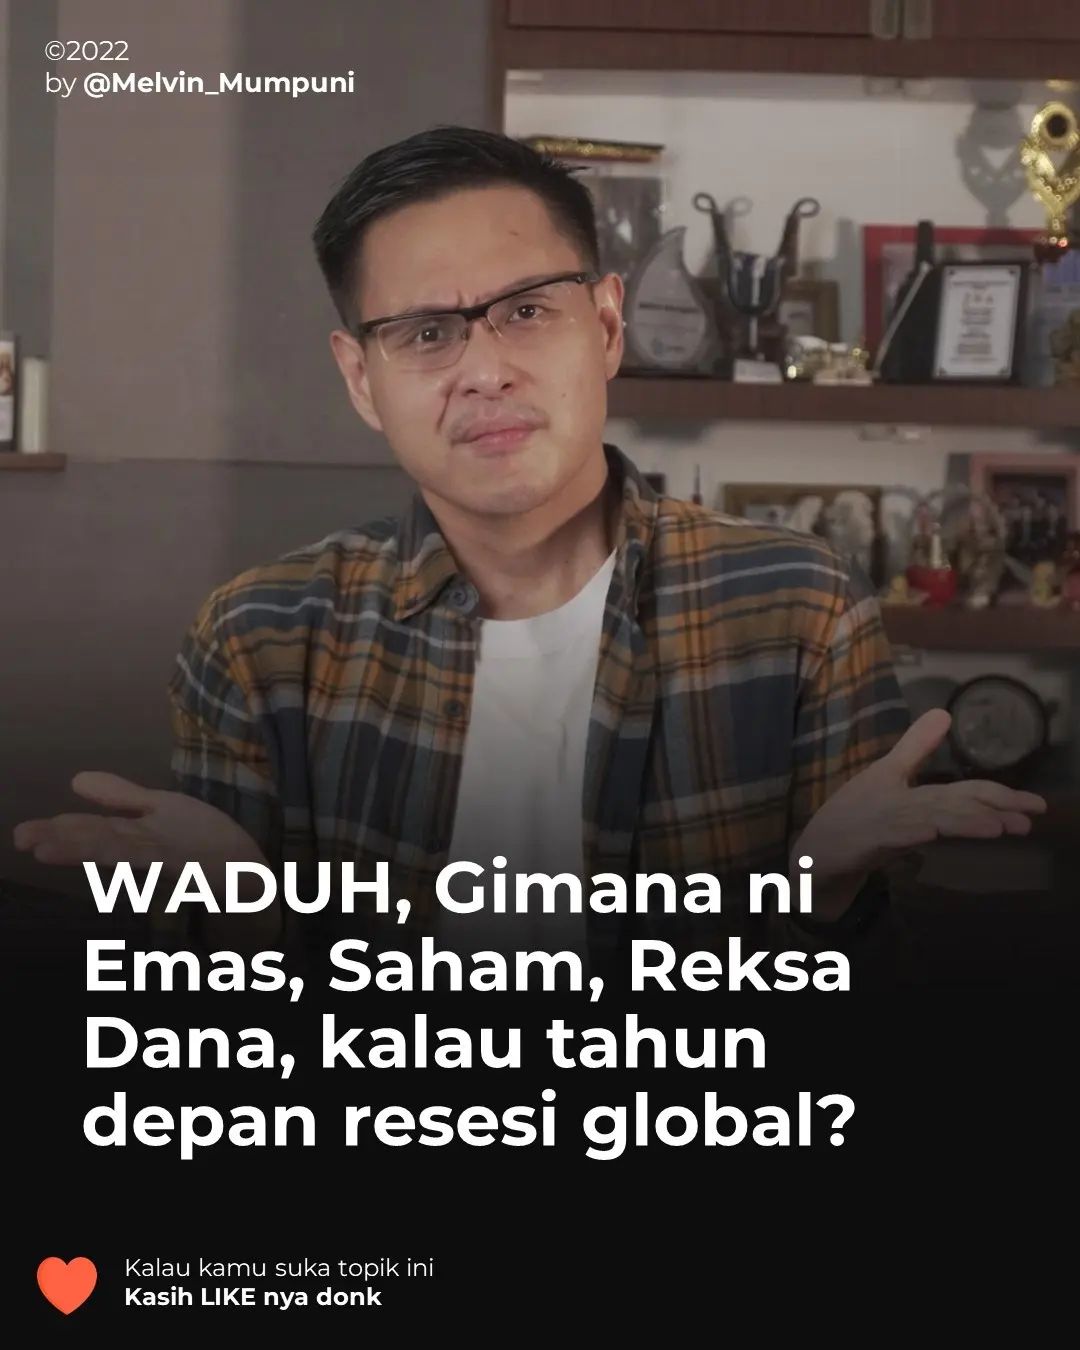 ©2022
by @Melvin_Mumpuni
WADUH, Gimana ni
Emas, Saham, Reksa
Dana, kalau tahun
depan resesi global?
Kalau kamu suka topik ini
Kasih LIKE nya donk